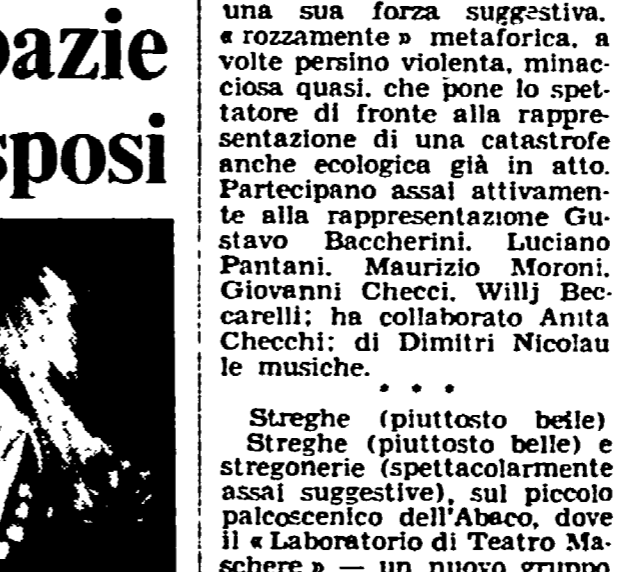 pazie
sposi
una sua forza suggestiva.
« rozzamente » metaforica. a
volte persino violenta, minac-
ciosa quasi. che pone lo spet-
tatore di fronte alla rappre-
sentazione di una catastrofe
anche ecologica già in atto.
Partecipano assai attivamen-
te alla rappresentazione Gu-
stavo Baccherini. Luciano
Pantani. Maurizio Moroni.
Giovanni Checci. Willj Bec-
carelli; ha collaborato Anita
Checchi; di Dimitri Nicolau
le musiche.
* * *
Streghe (piuttosto belle)
Streghe (piuttosto belle) e
stregonerie (spettacolarmente
assai suggestive), sul piccolo
palcoscenico dell'Abaco, dove
il « Laboratorio di Teatro Ma-
schere » — un nuovo gruppo